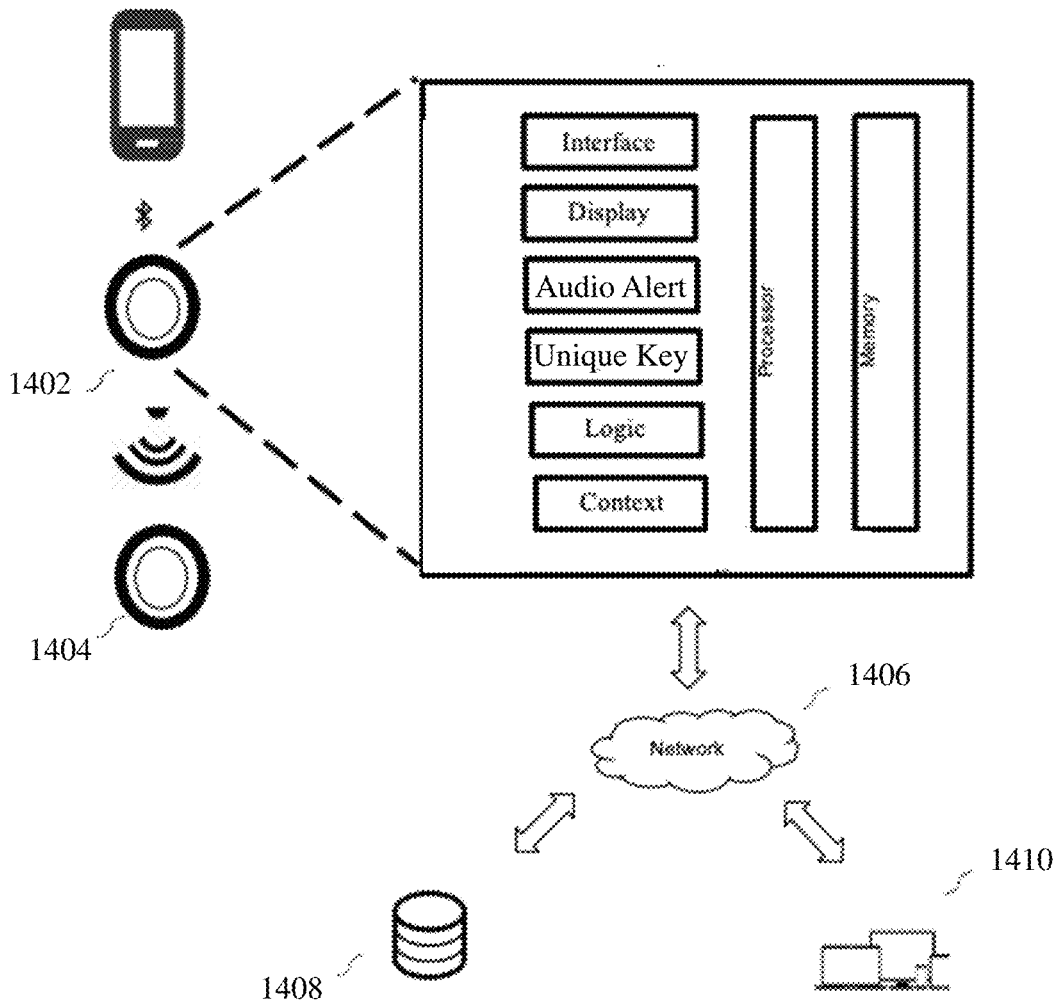 Interface
Display
Audio Alert
Unique Key
Logic
Context
Processor
Memory
1402
1404
1406
Network
1410
1408